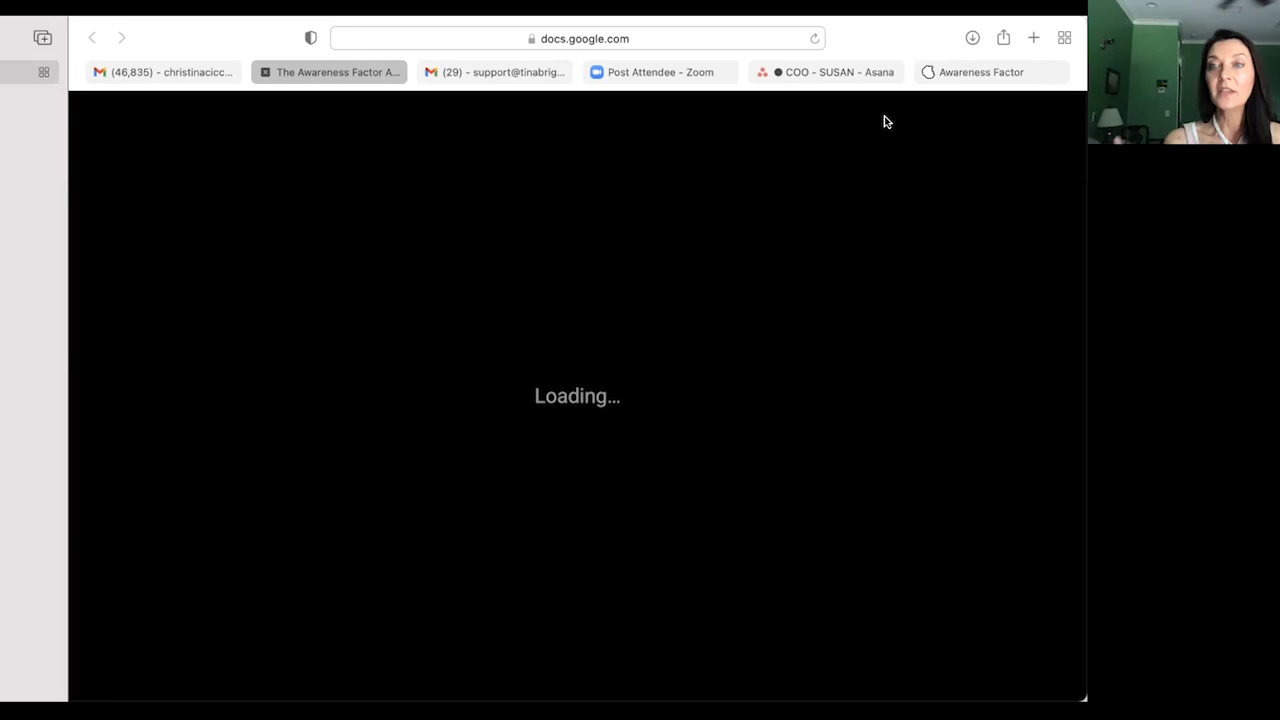 docs.google.com
(46,835) - christinacicc...
The Awareness Factor A...
(29) - support@tinabrig...
Post Attendee - Zoom
COO - SUSAN - Asana
Awareness Factor
Loading...